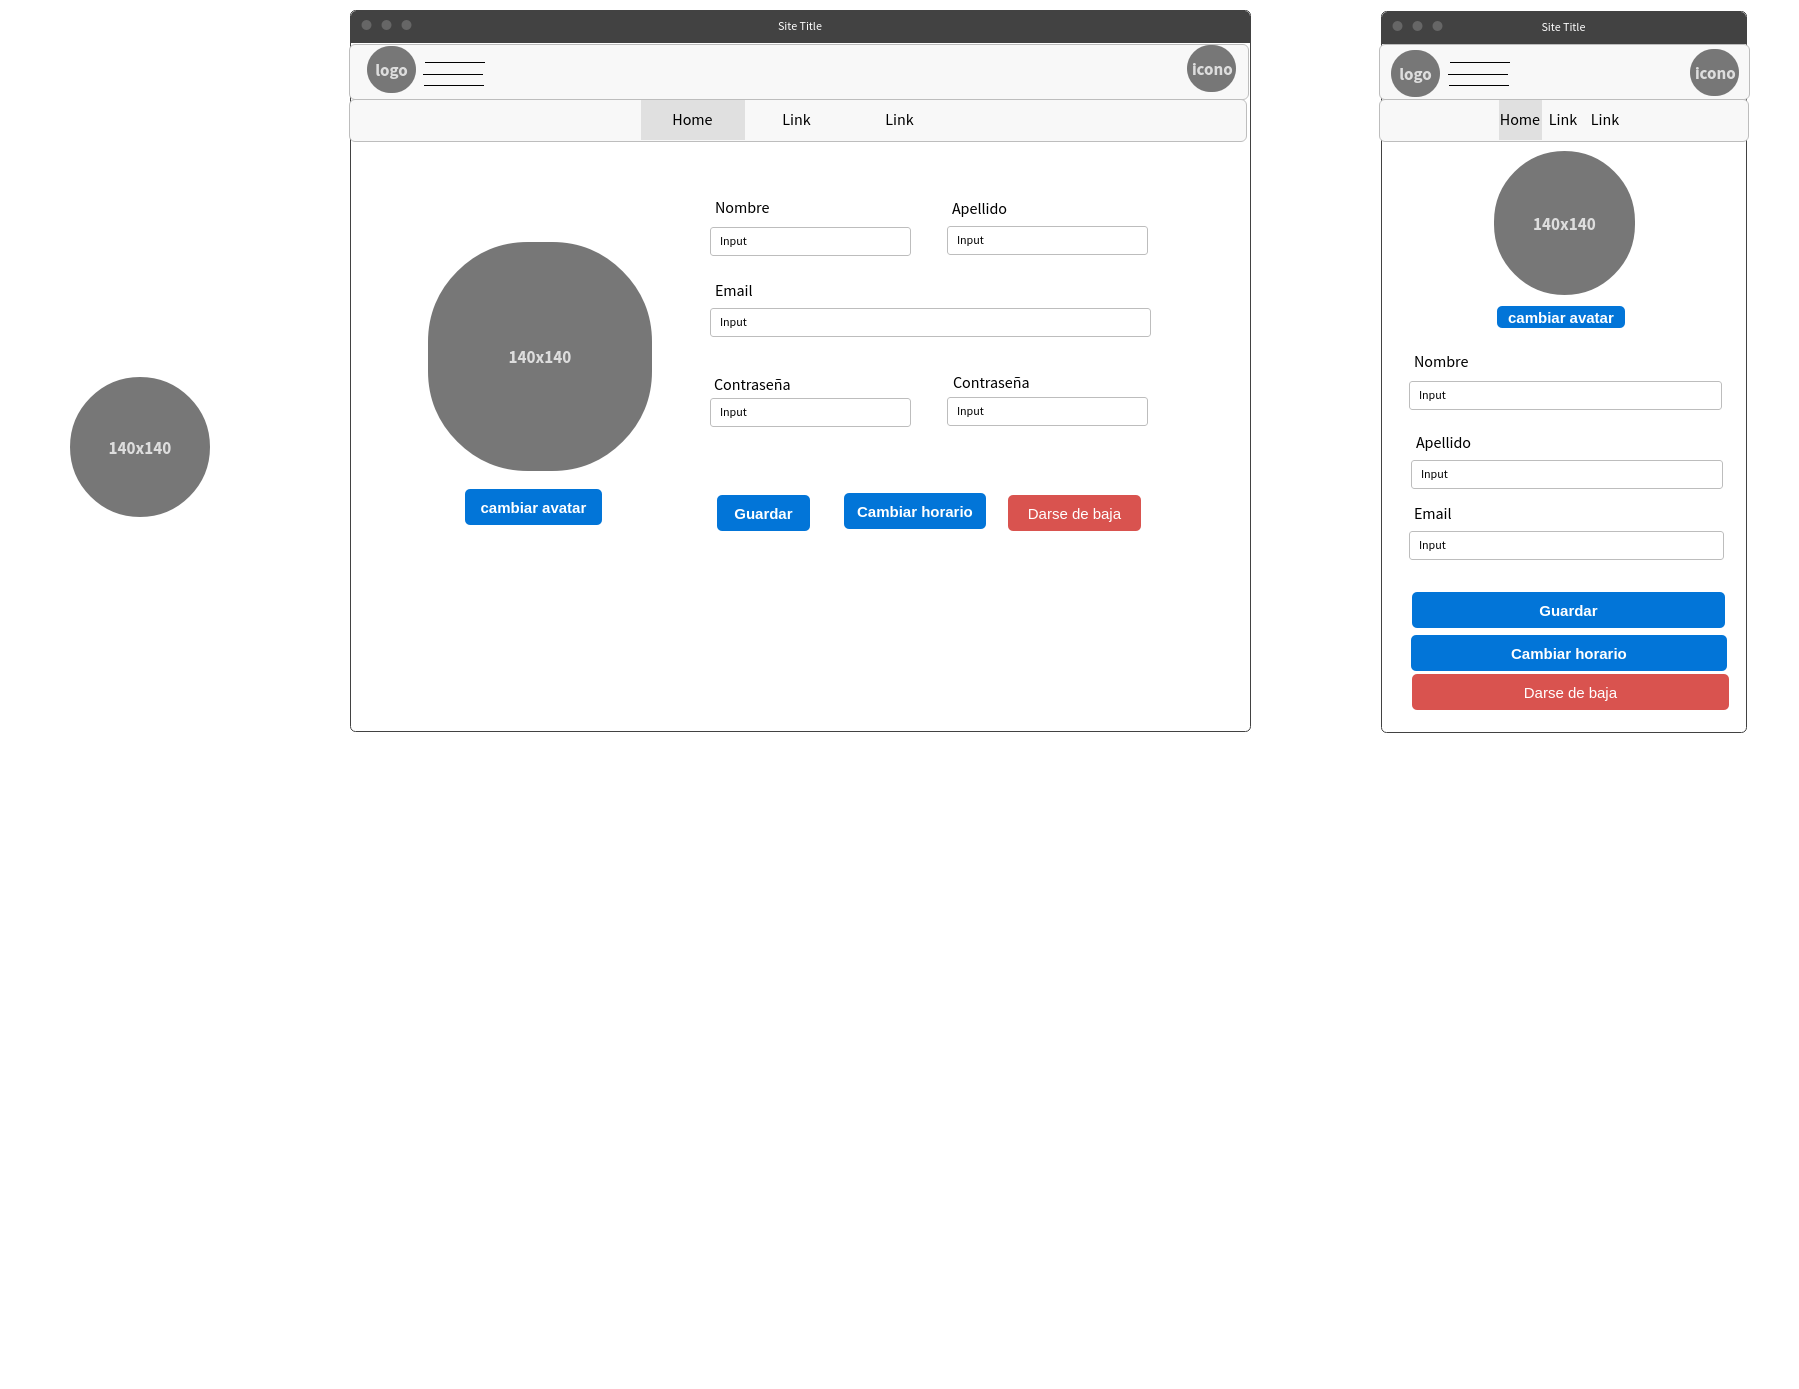 140x140
Site Title
logo
icono
Home Link Link
Nombre Apellido
Input Input
Email
Input
140x140
Contraseña Contraseña
Input Input
cambiar avatar
Guardar Cambiar horario Darse de baja
Site Title
logo
icono
Home Link Link
140x140
cambiar avatar
Nombre
Input
Apellido
Input
Email
Input
Guardar
Cambiar horario
Darse de baja